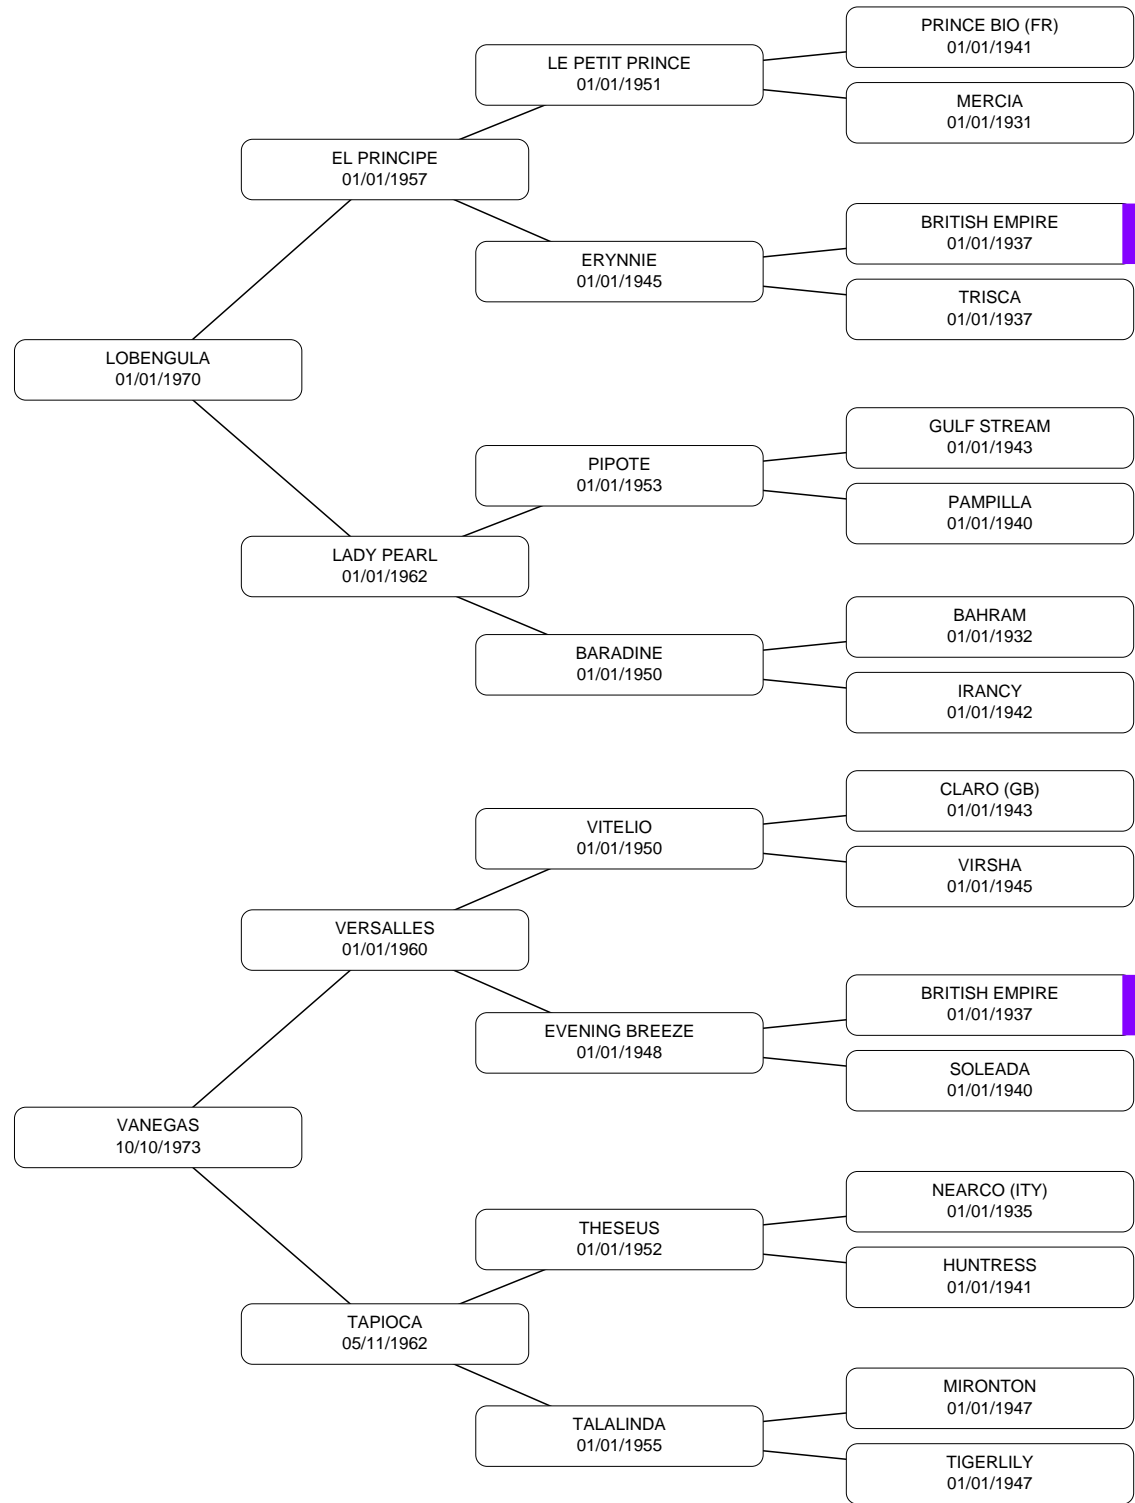 PRINCE BIO (FR)
01/01/1941
LE PETIT PRINCE
01/01/1951
MERCIA
01/01/1931
EL PRINCIPE
01/01/1957
BRITISH EMPIRE
01/01/1937
ERYNNIE
01/01/1945
TRISCA
01/01/1937
LOBENGULA
01/01/1970
GULF STREAM
01/01/1943
PIPOTE
01/01/1953
PAMPILLA
01/01/1940
LADY PEARL
01/01/1962
BAHRAM
01/01/1932
BARADINE
01/01/1950
IRANCY
01/01/1942
CLARO (GB)
01/01/1943
VITELIO
01/01/1950
VIRSHA
01/01/1945
VERSALLES
01/01/1960
BRITISH EMPIRE
01/01/1937
EVENING BREEZE
01/01/1948
SOLEADA
01/01/1940
VANEGAS
10/10/1973
NEARCO (ITY)
01/01/1935
THESEUS
01/01/1952
HUNTRESS
01/01/1941
TAPIOCA
05/11/1962
MIRONTON
01/01/1947
TALALINDA
01/01/1955
TIGERLILY
01/01/1947